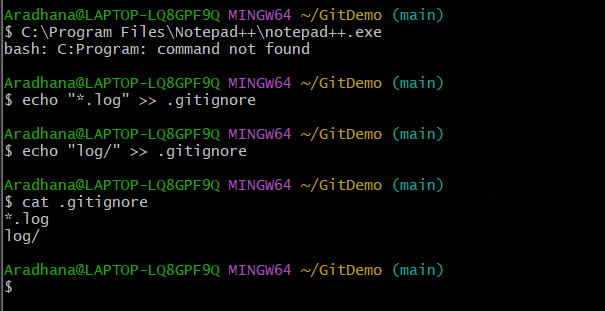 Aradhana@LAPTOP-LQ8GPF9Q MINGW64 ~/GitDemo (main)
$ C:\Program Files\Notepad++\notepad++.exe
bash: C:Program: command not found
Aradhana@LAPTOP-LQ8GPF9Q MINGW64 ~/GitDemo (main)
$ echo "*.log" >> .gitignore
Aradhana@LAPTOP-LQ8GPF9Q MINGW64 ~/GitDemo (main)
$ echo "log/" >> .gitignore
Aradhana@LAPTOP-LQ8GPF9Q MINGW64 ~/GitDemo (main)
$ cat .gitignore
*.log
log/
Aradhana@LAPTOP-LQ8GPF9Q MINGW64 ~/GitDemo (main)
$